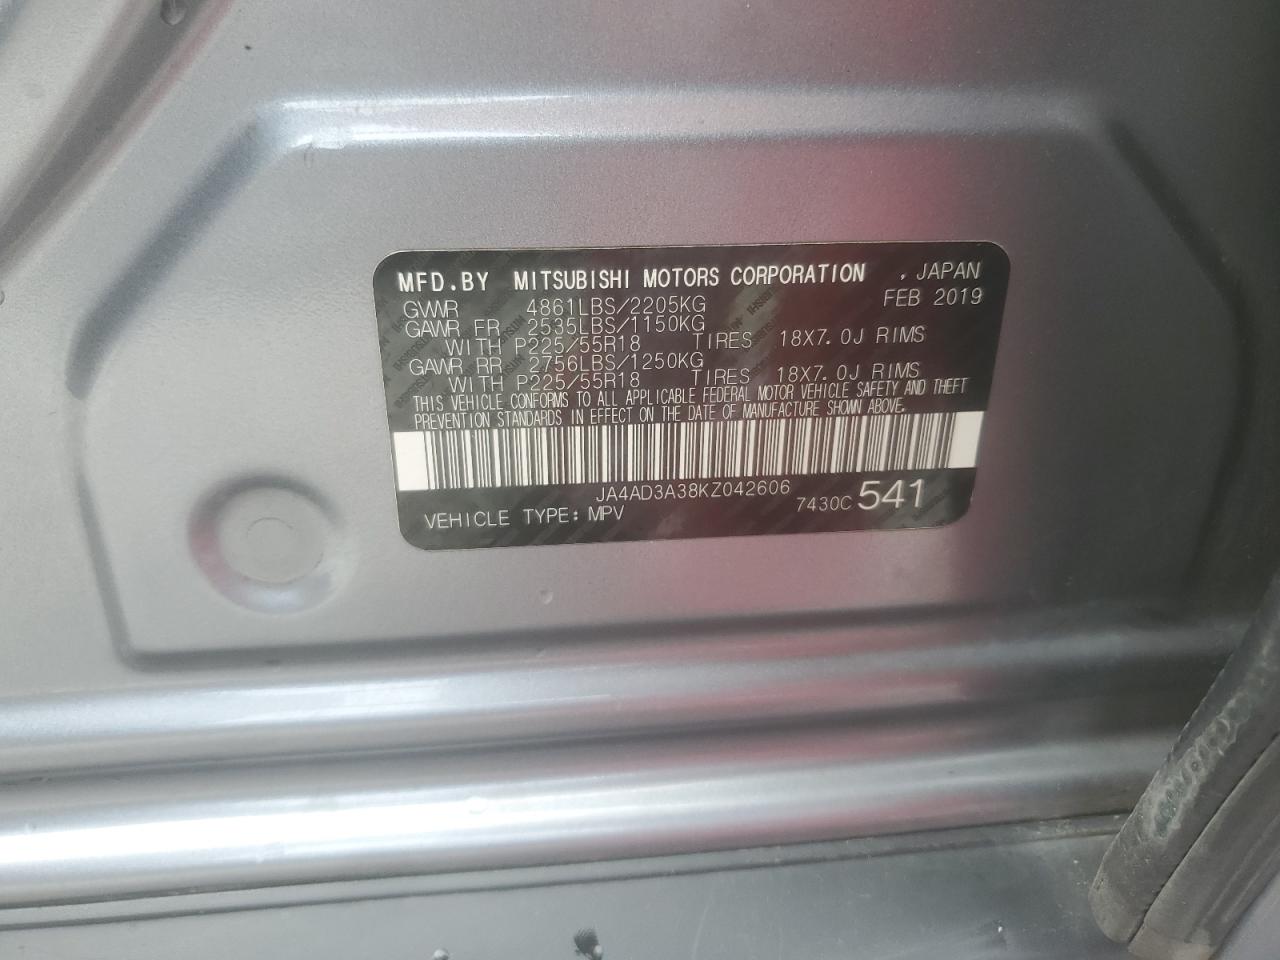 MFD.BY MITSUBISHI MOTORS CORPORATION , JAPAN
GVWR 4861LBS/2205KG FEB 2019
GAWR FR 2535LBS/1150KG
WITH P225/55R18 TIRES 18X7.0J RIMS
GAWR RR 2756LBS/1250KG
WITH P225/55R18 TIRES 18X7.0J RIMS
THIS VEHICLE CONFORMS TO ALL APPLICABLE FEDERAL MOTOR VEHICLE SAFETY AND THEFT
PREVENTION STANDARDS IN EFFECT ON THE DATE OF MANUFACTURE SHOWN ABOVE.
JA4AD3A38KZ042606
VEHICLE TYPE: MPV 7430C 541